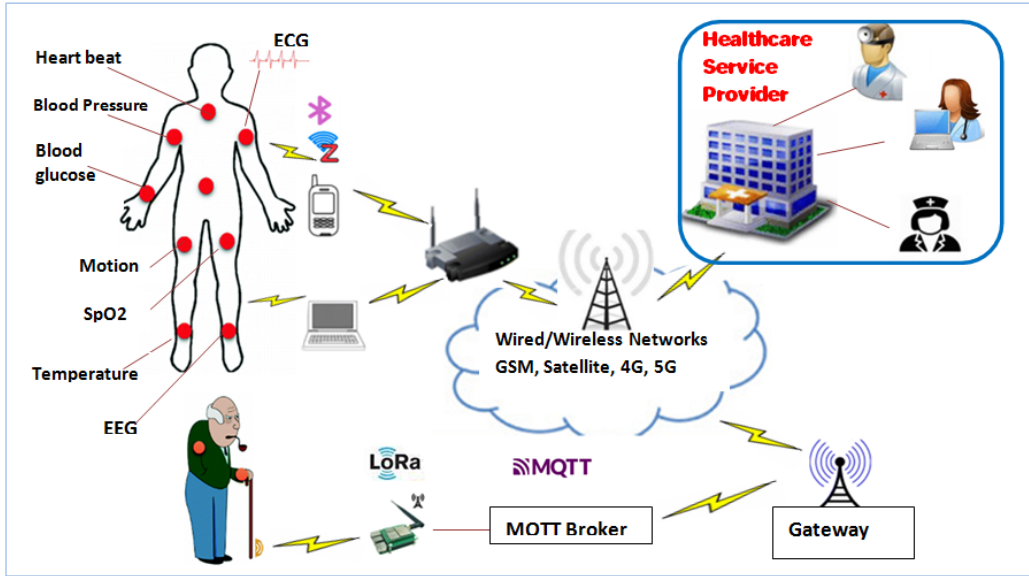 Heart beat
ECG
Blood Pressure
Blood
glucose
Motion
SpO2
Temperature
EEG
Z
Healthcare
Service
Provider
Wired/Wireless Networks
GSM, Satellite, 4G, 5G
LoRa
MQTT
MOTT Broker
Gateway